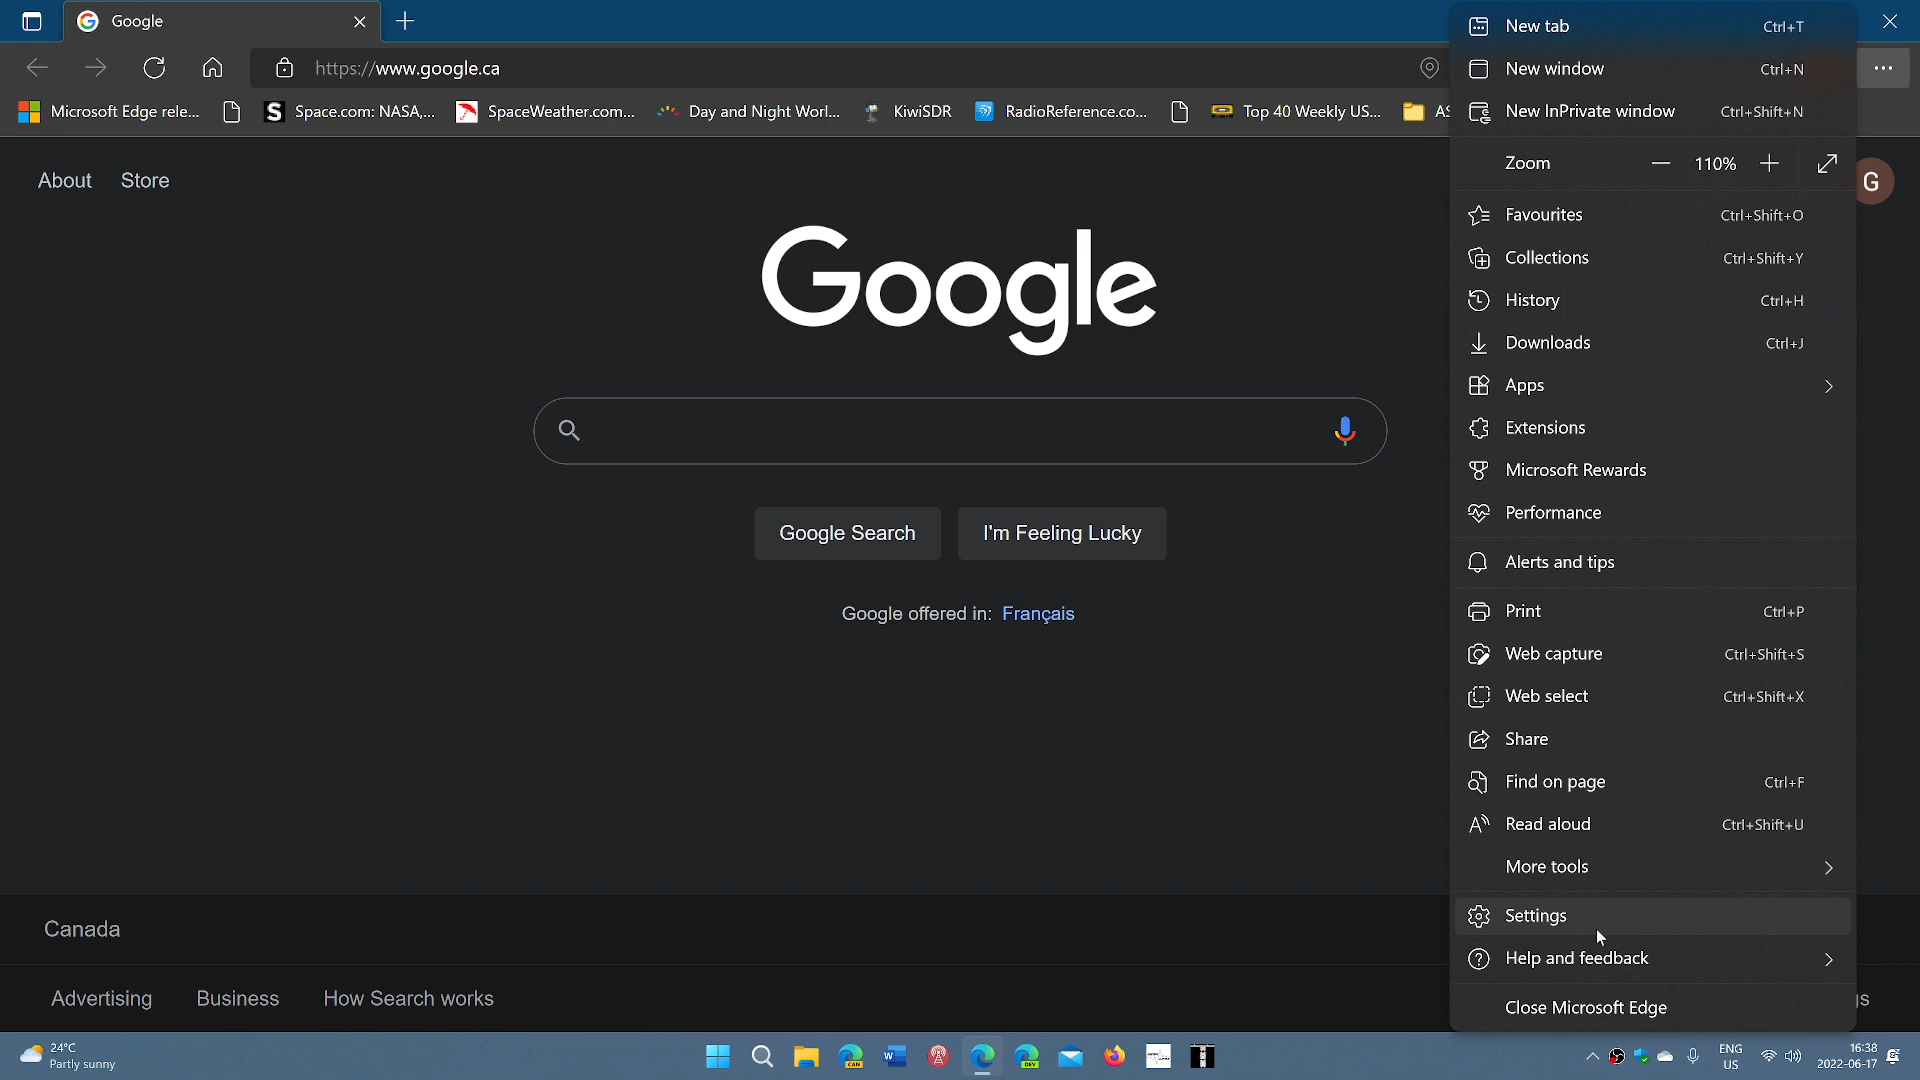 Google
https://www.google.ca
Microsoft Edge rele...
Space.com: NASA,...
SpaceWeather.com...
Day and Night Worl...
KiwiSDR
RadioReference.co...
Top 40 Weekly US...
About Store
Google
Google Search
I'm Feeling Lucky
Google offered in: Français
Canada
Advertising Business How Search works
G
New tab Ctrl+T
New window Ctrl+N
New InPrivate window Ctrl+Shift+N
Zoom 110%
Favourites Ctrl+Shift+O
Collections Ctrl+Shift+Y
History Ctrl+H
Downloads Ctrl+J
Apps
Extensions
Microsoft Rewards
Performance
Alerts and tips
Print Ctrl+P
Web capture Ctrl+Shift+S
Web select Ctrl+Shift+X
Share
Find on page Ctrl+F
Read aloud Ctrl+Shift+U
More tools
Settings
Help and feedback
Close Microsoft Edge
24°C
Partly sunny
CAN
DEV
ENG
US
16:38
2022-06-17